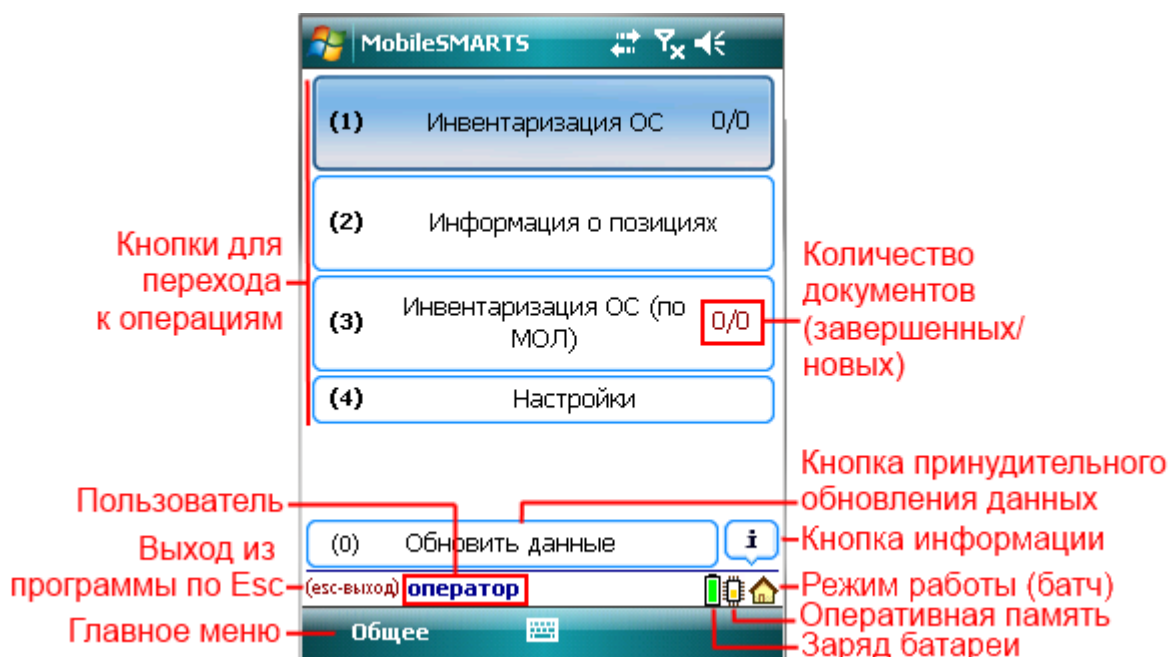 MobileSMARTS
(1) Инвентаризация ОС 0/0
(2) Информация о позициях
Кнопки для
перехода
к операциям
(3) Инвентаризация ОС (по
МОЛ) 0/0
Количество
документов
(завершенных/
новых)
(4) Настройки
Кнопка принудительного
обновления данных
Пользователь
(0) Обновить данные i
Кнопка информации
Выход из
программы по Esc
(esc-выход) оператор
Режим работы (батч)
Оперативная память
Заряд батареи
Главное меню
Общее